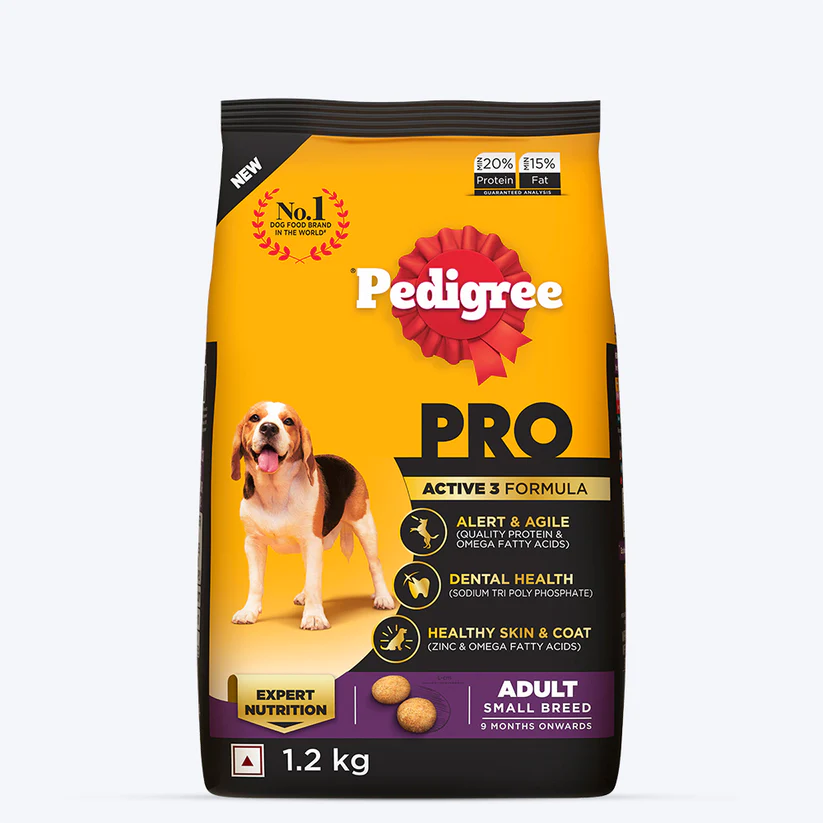 NEW
No.1
DOG FOOD BRAND
IN THE WORLD#
MIN 20% Protein
MIN 15% Fat
GUARANTEED ANALYSIS
®Pedigree
PRO
ACTIVE 3 FORMULA
ALERT & AGILE
(QUALITY PROTEIN &
OMEGA FATTY ACIDS)
DENTAL HEALTH
(SODIUM TRI POLY PHOSPHATE)
HEALTHY SKIN & COAT
(ZINC & OMEGA FATTY ACIDS)
EXPERT
NUTRITION
ADULT
SMALL BREED
9 MONTHS ONWARDS
1.2 kg